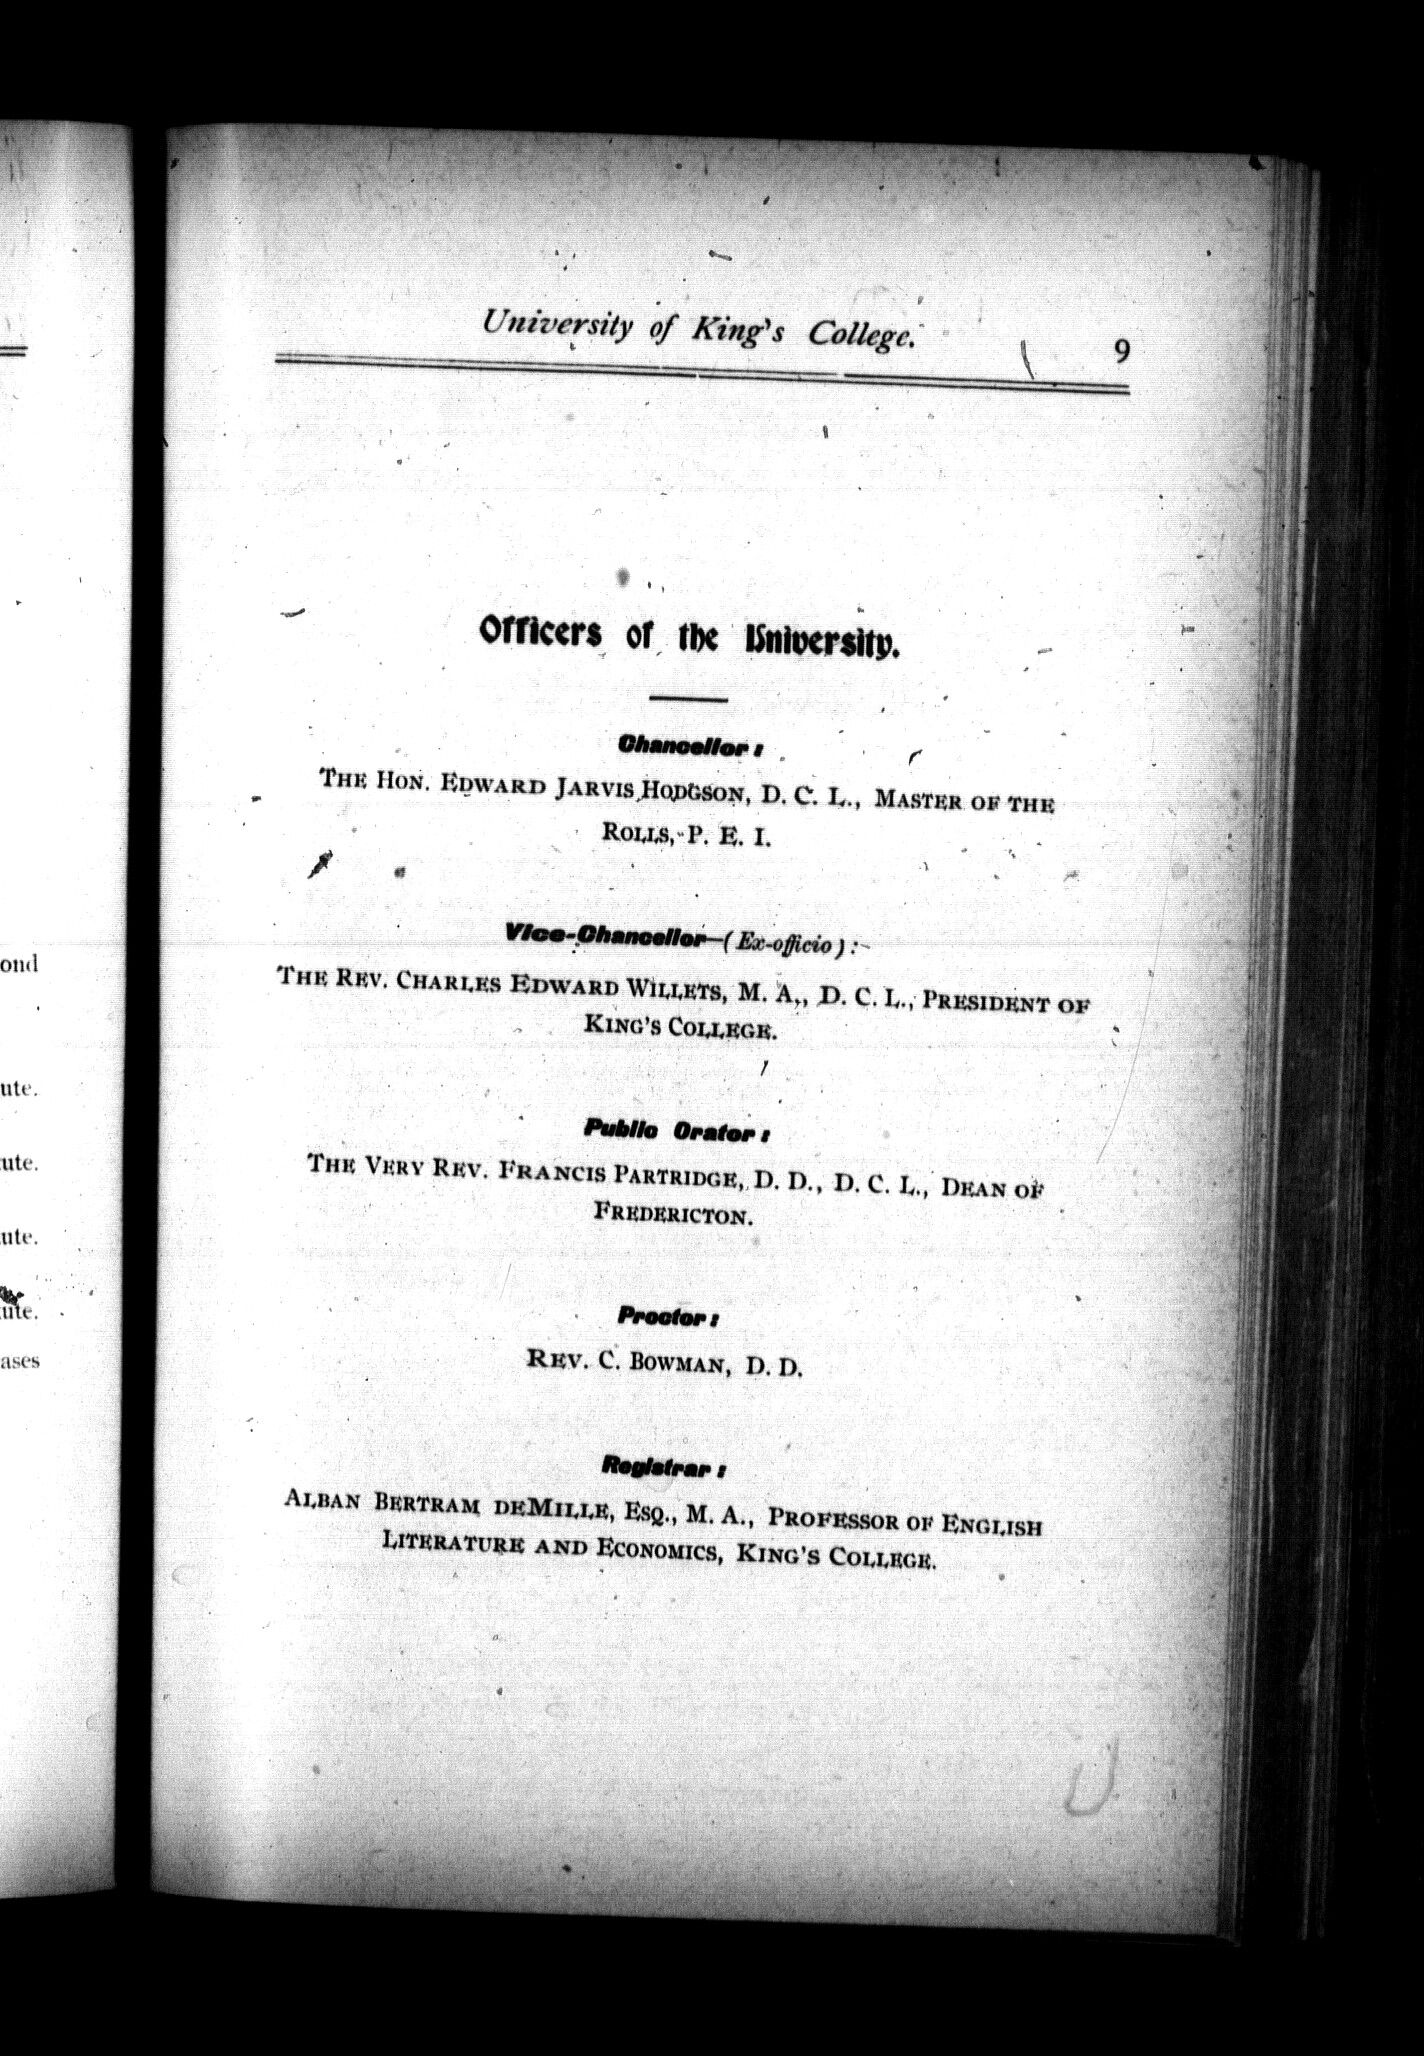 University of King's College.
9
Officers of the University.
Chancellor:
THE HON. EDWARD JARVIS HODGSON, D. C. L., MASTER OF THE
ROLLS, P. E. I.
Vice-Chancellor—(Ex-officio):
THE REV. CHARLES EDWARD WILLETS, M. A., D. C. L., PRESIDENT OF
KING'S COLLEGE.
Public Orator:
THE VERY REV. FRANCIS PARTRIDGE, D. D., D. C. L., DEAN OF
FREDERICTON.
Proctor:
REV. C. BOWMAN, D. D.
Registrar:
ALBAN BERTRAM DEMILLE, ESQ., M. A., PROFESSOR OF ENGLISH
LITERATURE AND ECONOMICS, KING'S COLLEGE.